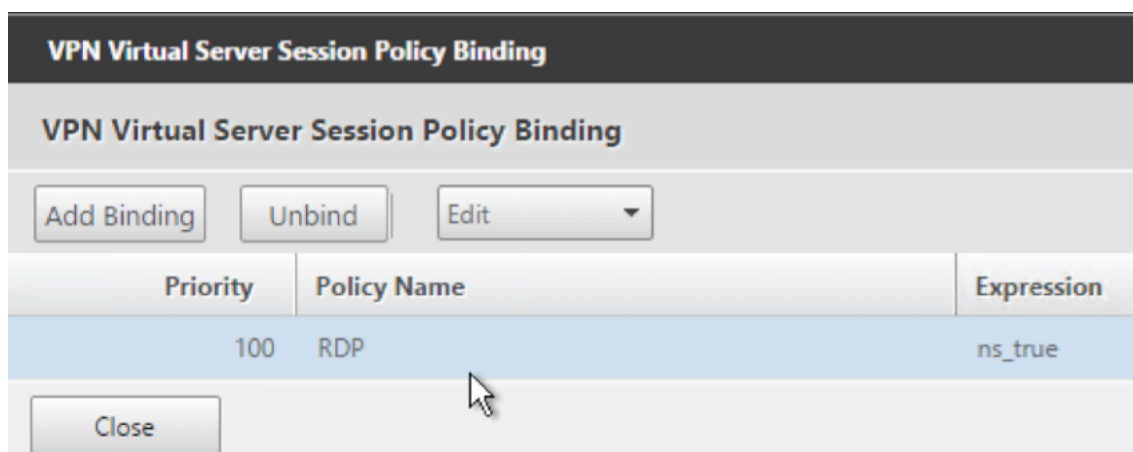 VPN Virtual Server Session Policy Binding
VPN Virtual Server Session Policy Binding
Add Binding Unbind Edit
Priority Policy Name Expression
100 RDP ns_true
Close